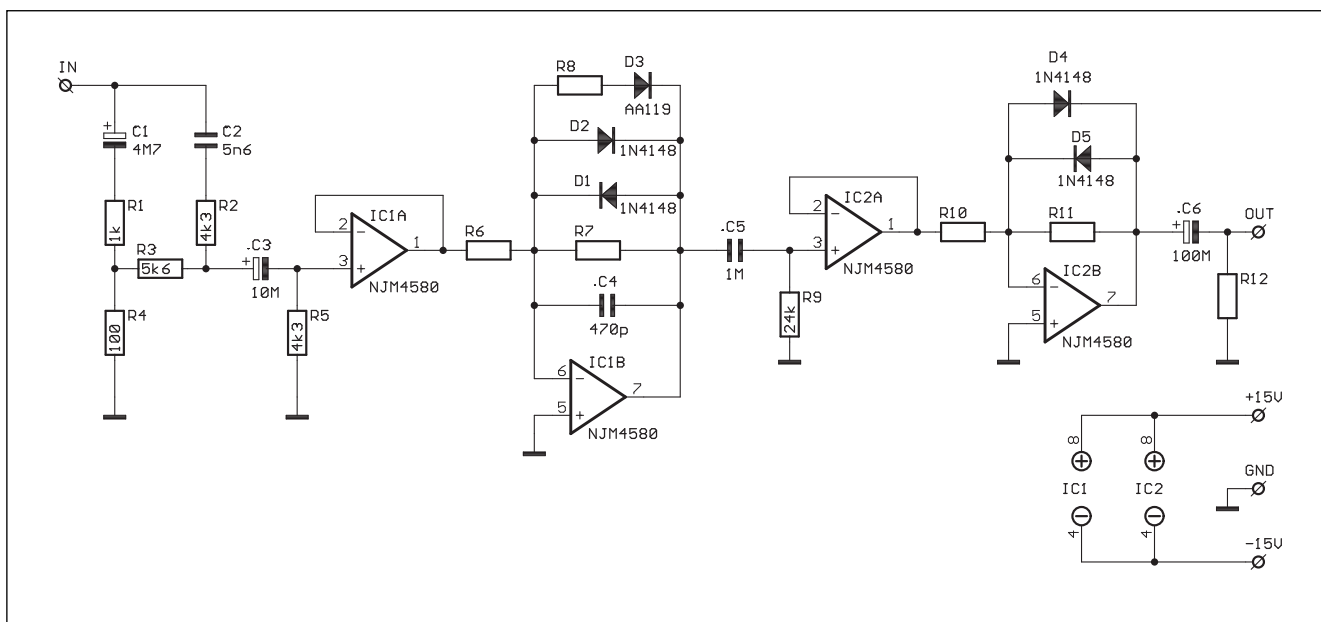 IN
C1
4M7
C2
5n6
R1
1k
R2
4k3
R3
5k6
R4
100
.C3
10M
R5
4k3
IC1A
2
3
1
NJM4580
R6
R8
D3
AA119
D2
1N4148
D1
1N4148
R7
.C4
470p
IC1B
6
5
7
NJM4580
.C5
1M
R9
24k
IC2A
2
3
1
NJM4580
R10
D4
1N4148
D5
1N4148
R11
IC2B
6
5
7
NJM4580
.C6
100M
OUT
R12
+15V
8
8
IC1
IC2
GND
4
4
-15V